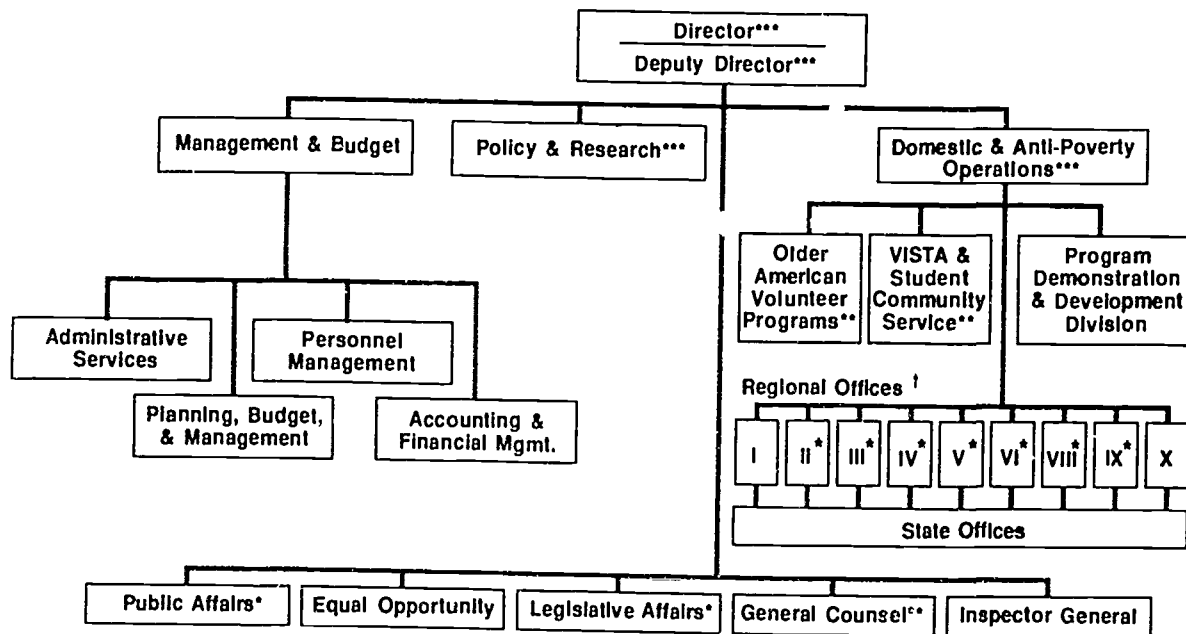 Director***
Deputy Director***
Management & Budget
Policy & Research***
Domestic & Anti-Poverty
Operations***
Older
American
Volunteer
Programs**
VISTA &
Student
Community
Service**
Program
Demonstration
& Development
Division
Administrative
Services
Personnel
Management
Planning, Budget,
& Management
Accounting &
Financial Mgmt.
Regional Offices †
I II* III* IV* V* VI* VIII* IX* X
State Offices
Public Affairs*
Equal Opportunity
Legislative Affairs*
General Counsel**
Inspector General